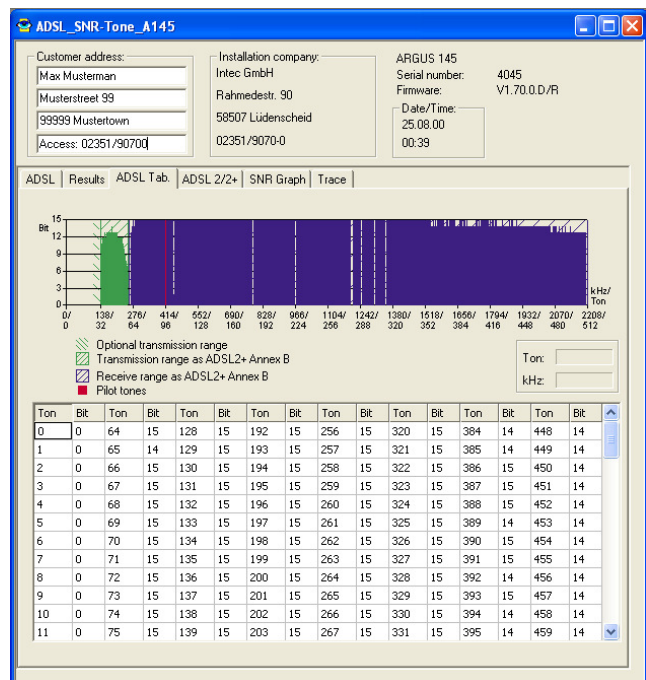 ADSL_SNR-Tone_A145
Customer address:
Max Musterman
Musterstreet 99
99999 Mustertown
Access: 02351/90700
Installation company:
Intec GmbH
Rahmedestr. 90
58507 Lüdenscheid
02351/9070-0
ARGUS 145
Serial number: 4045
Firmware: V1.70.0.D/R
Date/Time:
25.08.00
00:39
ADSL Results ADSL Tab. ADSL 2/2+ SNR Graph Trace
Bit
15
12
9
6
3
0
kHz/
Ton
0/ 138/ 276/ 414/ 552/ 690/ 828/ 966/ 1104/ 1242/ 1380/ 1518/ 1656/ 1794/ 1932/ 2070/ 2208/
0 32 64 96 128 160 192 224 256 288 320 352 384 416 448 480 512
Optional transmission range
Transmission range as ADSL2+ Annex B
Receive range as ADSL2+ Annex B
Pilot tones
Ton:
kHz:
Ton Bit Ton Bit Ton Bit Ton Bit Ton Bit Ton Bit Ton Bit Ton Bit
0 0 64 15 128 15 192 15 256 15 320 15 384 14 448 14
1 0 65 14 129 15 193 15 257 15 321 15 385 14 449 14
2 0 66 15 130 15 194 15 258 15 322 15 386 15 450 14
3 0 67 15 131 15 195 15 259 15 323 15 387 15 451 14
4 0 68 15 132 15 196 15 260 15 324 15 388 15 452 14
5 0 69 15 133 15 197 15 261 15 325 15 389 14 453 14
6 0 70 15 134 15 198 15 262 15 326 15 390 15 454 14
7 0 71 15 135 15 199 15 263 15 327 15 391 15 455 14
8 0 72 15 136 15 200 15 264 15 328 15 392 14 456 14
9 0 73 15 137 15 201 15 265 15 329 15 393 15 457 14
10 0 74 15 138 15 202 15 266 15 330 15 394 14 458 14
11 0 75 15 139 15 203 15 267 15 331 15 395 14 459 14